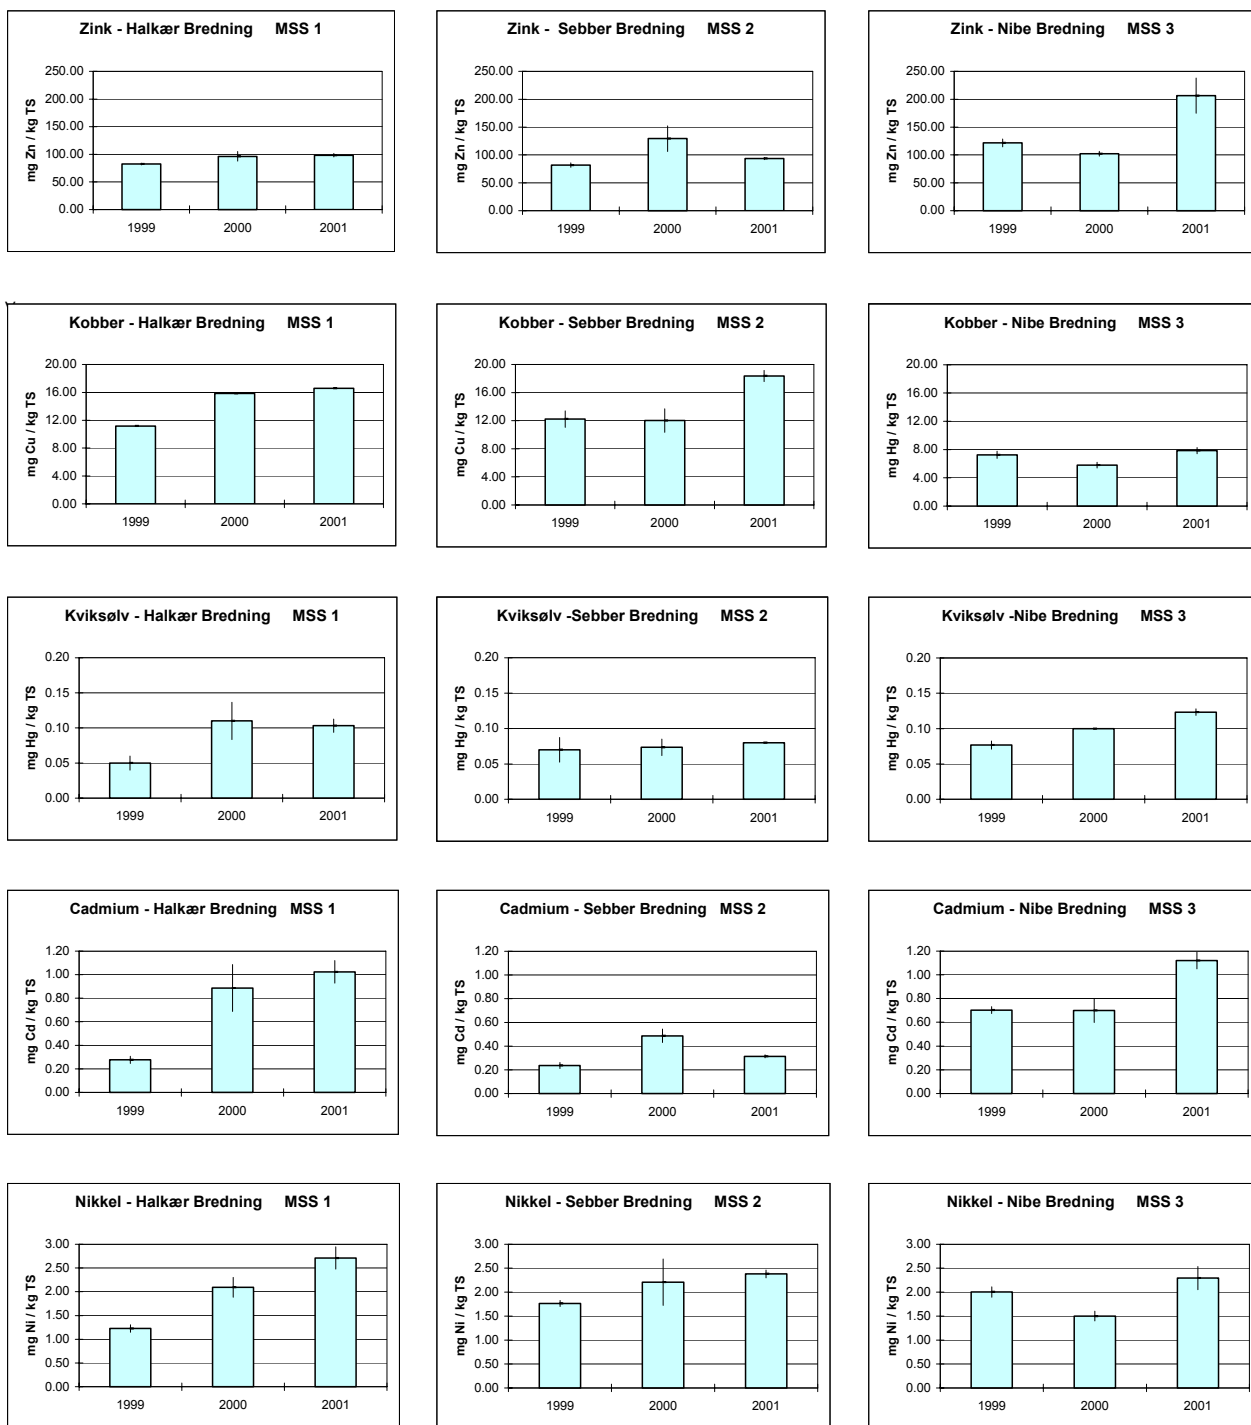 Zink - Halkær Bredning MSS 1
mg Zn / kg TS
250.00
200.00
150.00
100.00
50.00
0.00
1999 2000 2001
Zink - Sebber Bredning MSS 2
mg Zn / kg TS
250.00
200.00
150.00
100.00
50.00
0.00
1999 2000 2001
Zink - Nibe Bredning MSS 3
mg Zn / kg TS
250.00
200.00
150.00
100.00
50.00
0.00
1999 2000 2001
Kobber - Halkær Bredning MSS 1
mg Cu / kg TS
20.00
16.00
12.00
8.00
4.00
0.00
1999 2000 2001
Kobber - Sebber Bredning MSS 2
mg Cu / kg TS
20.00
16.00
12.00
8.00
4.00
0.00
1999 2000 2001
Kobber - Nibe Bredning MSS 3
mg Hg / kg TS
20.00
16.00
12.00
8.00
4.00
0.00
1999 2000 2001
Kviksølv - Halkær Bredning MSS 1
mg Hg / kg TS
0.20
0.15
0.10
0.05
0.00
1999 2000 2001
Kviksølv -Sebber Bredning MSS 2
mg Hg / kg TS
0.20
0.15
0.10
0.05
0.00
1999 2000 2001
Kviksølv -Nibe Bredning MSS 3
mg Hg / kg TS
0.20
0.15
0.10
0.05
0.00
1999 2000 2001
Cadmium - Halkær Bredning MSS 1
mg Cd / kg TS
1.20
1.00
0.80
0.60
0.40
0.20
0.00
1999 2000 2001
Cadmium - Sebber Bredning MSS 2
mg Cd / kg TS
1.20
1.00
0.80
0.60
0.40
0.20
0.00
1999 2000 2001
Cadmium - Nibe Bredning MSS 3
mg Cd / kg TS
1.20
1.00
0.80
0.60
0.40
0.20
0.00
1999 2000 2001
Nikkel - Halkær Bredning MSS 1
mg Ni / kg TS
3.00
2.50
2.00
1.50
1.00
0.50
0.00
1999 2000 2001
Nikkel - Sebber Bredning MSS 2
mg Ni / kg TS
3.00
2.50
2.00
1.50
1.00
0.50
0.00
1999 2000 2001
Nikkel - Nibe Bredning MSS 3
mg Ni / kg TS
3.00
2.50
2.00
1.50
1.00
0.50
0.00
1999 2000 2001